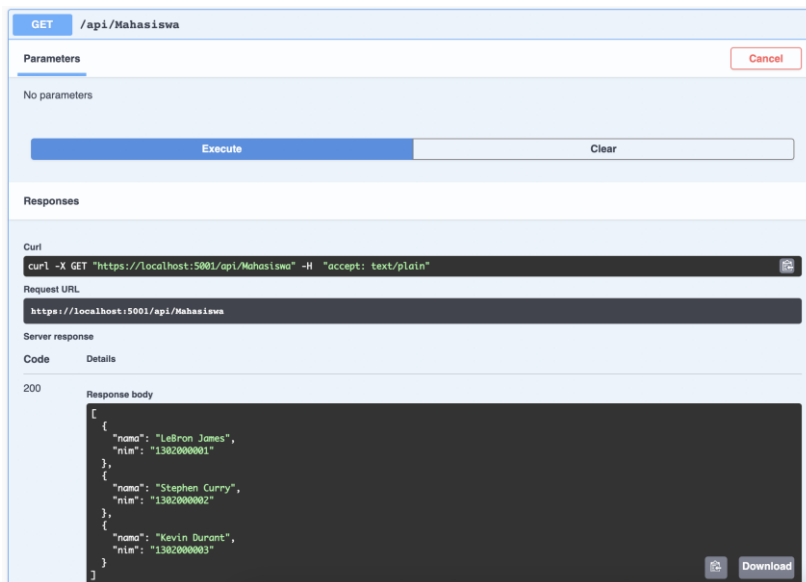 GET /api/Mahasiswa
Parameters
Cancel
No parameters
Execute Clear
Responses
Curl
curl -X GET "https://localhost:5001/api/Mahasiswa" -H  "accept: text/plain"
Request URL
https://localhost:5001/api/Mahasiswa
Server response
Code Details
200
Response body
[
  {
    "nama": "LeBron James",
    "nim": "1302000001"
  },
  {
    "nama": "Stephen Curry",
    "nim": "1302000002"
  },
  {
    "nama": "Kevin Durant",
    "nim": "1302000003"
  }
]
Download